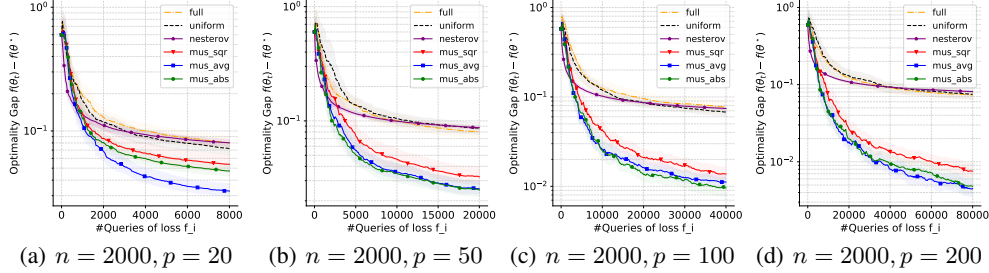 10⁰
10⁻¹
Optimality Gap f(θₜ) − f(θ*)
full
uniform
nesterov
mus_sqr
mus_avg
mus_abs
0 2000 4000 6000 8000
#Queries of loss f_i
(a) n = 2000, p = 20
10⁰
10⁻¹
Optimality Gap f(θₜ) − f(θ*)
full
uniform
nesterov
mus_sqr
mus_avg
mus_abs
0 5000 10000 15000 20000
#Queries of loss f_i
(b) n = 2000, p = 50
10⁰
10⁻¹
10⁻²
Optimality Gap f(θₜ) − f(θ*)
full
uniform
nesterov
mus_sqr
mus_avg
mus_abs
0 10000 20000 30000 40000
#Queries of loss f_i
(c) n = 2000, p = 100
10⁰
10⁻¹
10⁻²
Optimality Gap f(θₜ) − f(θ*)
full
uniform
nesterov
mus_sqr
mus_avg
mus_abs
0 20000 40000 60000 80000
#Queries of loss f_i
(d) n = 2000, p = 200